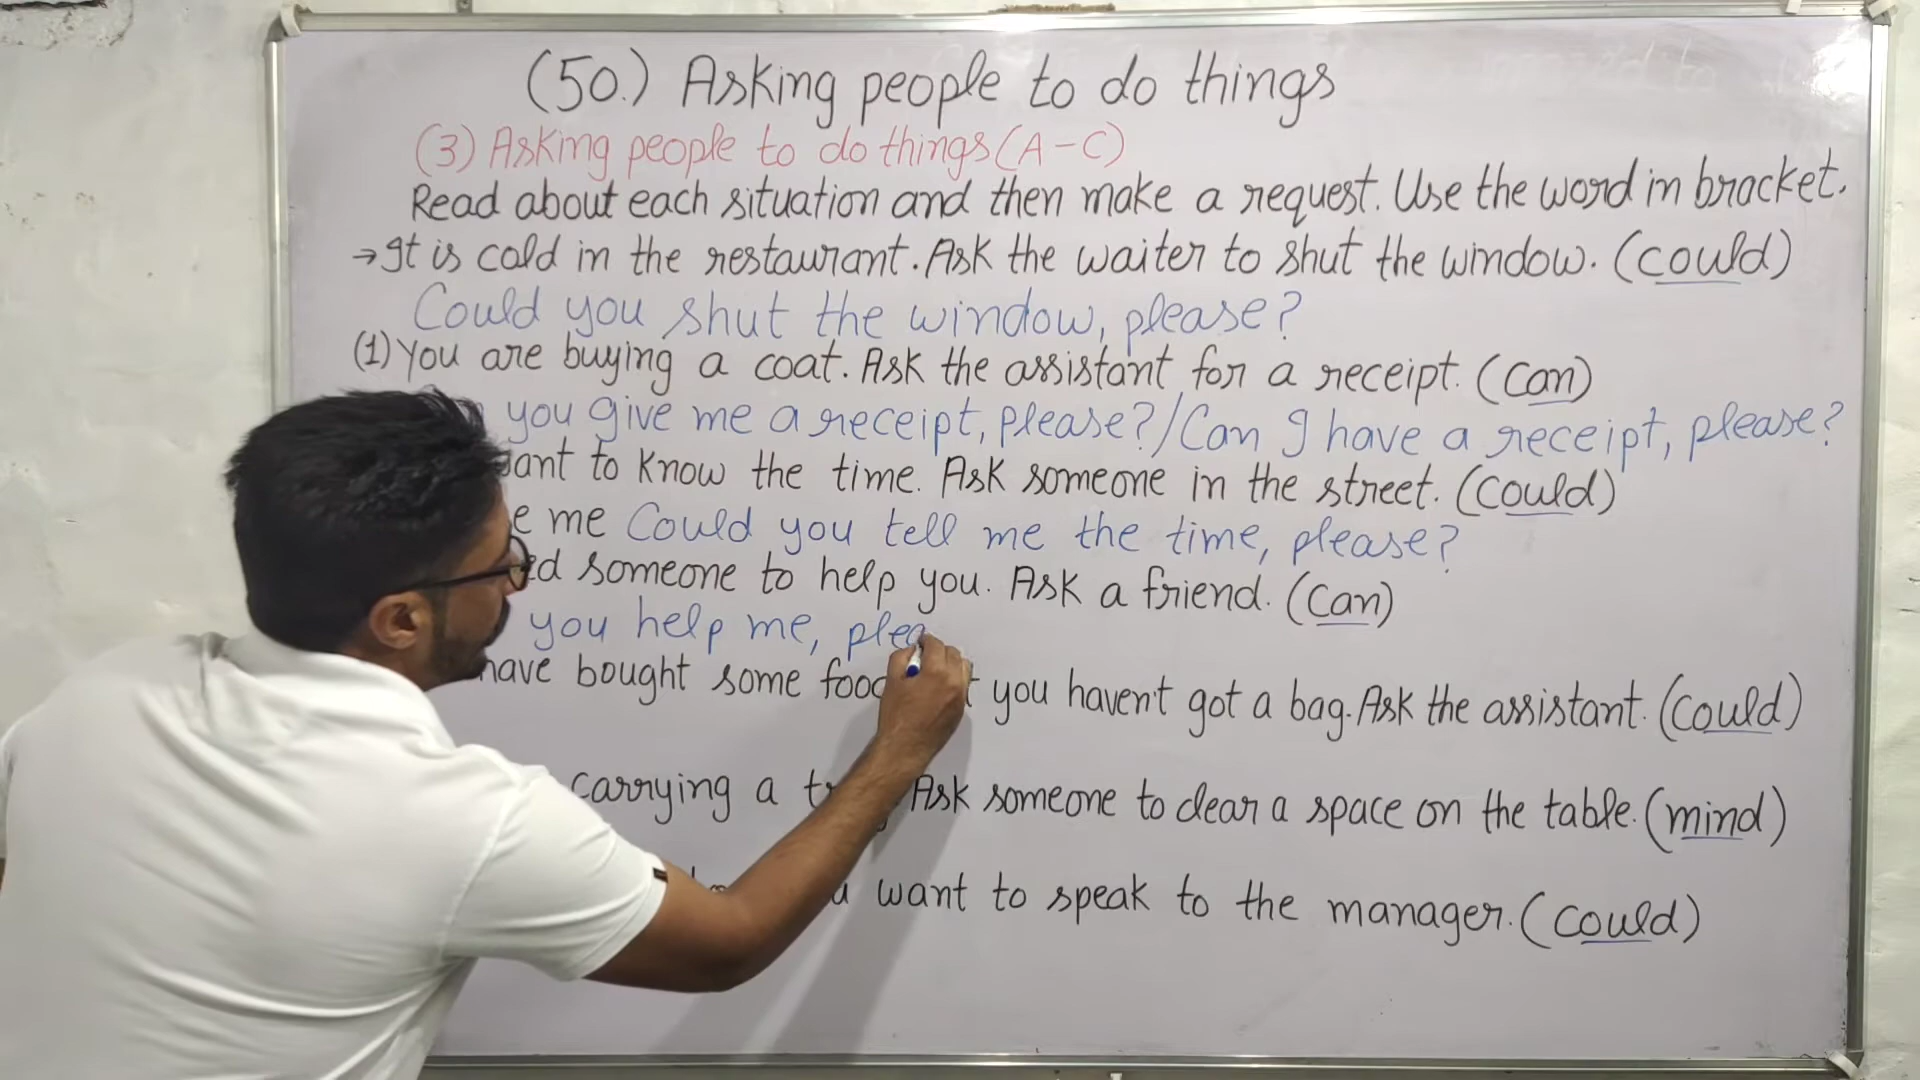 (50.) Asking people to do things
(3) Asking people to do things (A-C)
Read about each situation and then make a request. Use the word in bracket.
→ It is cold in the restaurant. Ask the waiter to shut the window. (could)
Could you shut the window, please?
(1) You are buying a coat. Ask the assistant for a receipt. (can)
you give me a receipt, please?/Can I have a receipt, please?
to know the time. Ask someone in the street. (could)
me Could you tell me the time, please?
someone to help you. Ask a friend. (can)
you help me,
have bought some you haven't got a bag. Ask the assistant. (could)
carrying a Ask someone to clear a space on the table. (mind)
want to speak to the manager. (could)